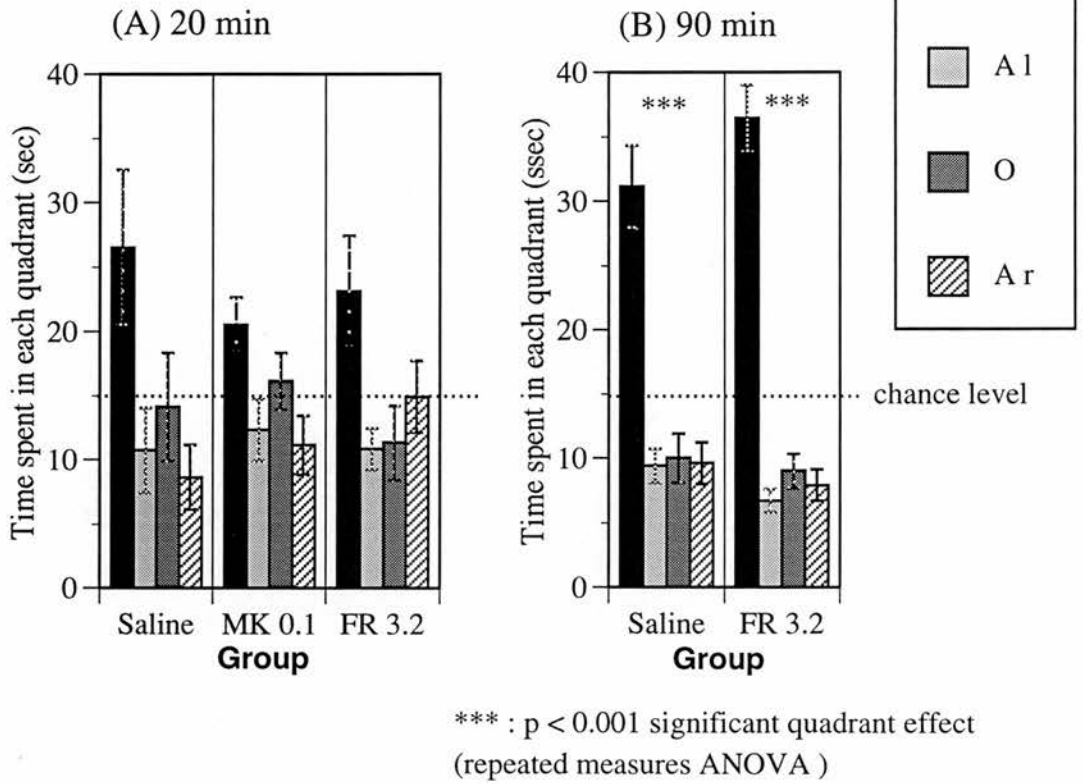 (A) 20 min
Time spent in each quadrant (sec)
40
30
20
10
0
Saline MK 0.1 FR 3.2
Group
(B) 90 min
Time spent in each quadrant (ssec)
40
30
20
10
0
*** ***
Saline FR 3.2
Group
A l
O
A r
chance level
*** : p < 0.001 significant quadrant effect
(repeated measures ANOVA )